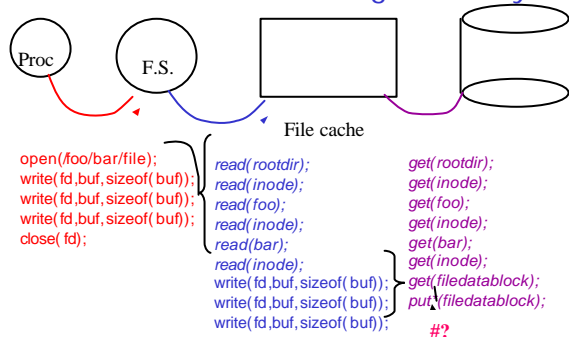 Proc
F.S.
File cache
open(/foo/bar/file);
write(fd,buf,sizeof(buf));
write(fd,buf,sizeof(buf));
write(fd,buf,sizeof(buf));
close(fd);
read(rootdir);
read(inode);
read(foo);
read(inode);
read(bar);
read(inode);
write(fd,buf,sizeof(buf));
write(fd,buf,sizeof(buf));
write(fd,buf,sizeof(buf));
get(rootdir);
get(inode);
get(foo);
get(inode);
get(bar);
get(inode);
get(filedatablock);
put(filedatablock);
#?